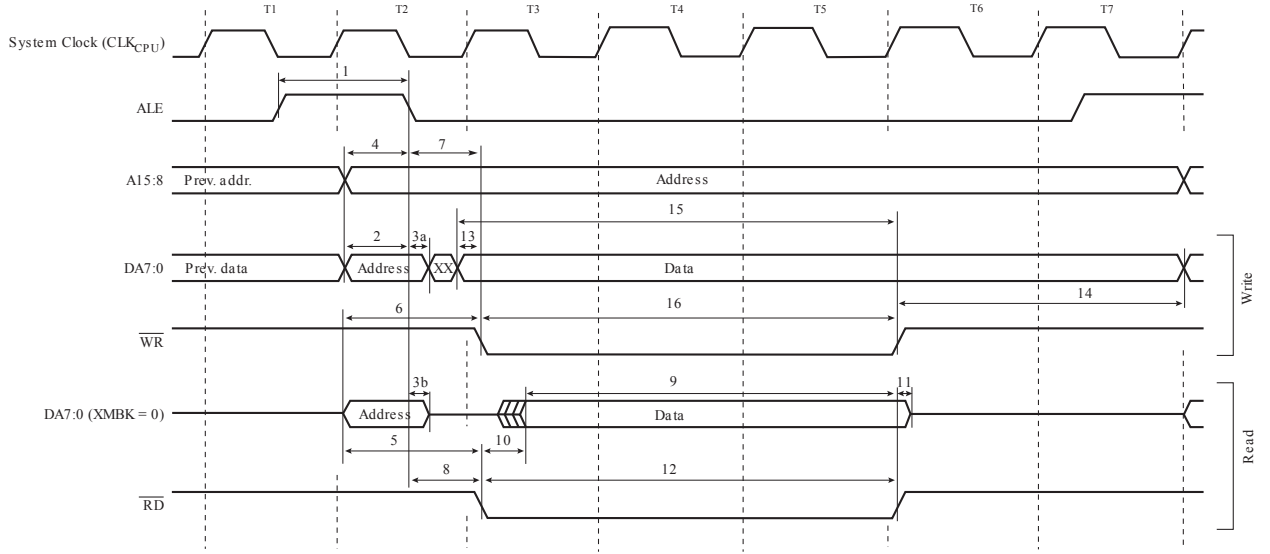 T1 T2 T3 T4 T5 T6 T7
System Clock (CLKCPU)
1
ALE
4 7
A15:8 Prev. addr. Address
15
2 3a 13
DA7:0 Prev. data Address XX Data
14
6 16
WR
Write
3b 9 11
DA7:0 (XMBK = 0) Address Data
5 10
8 12
RD
Read